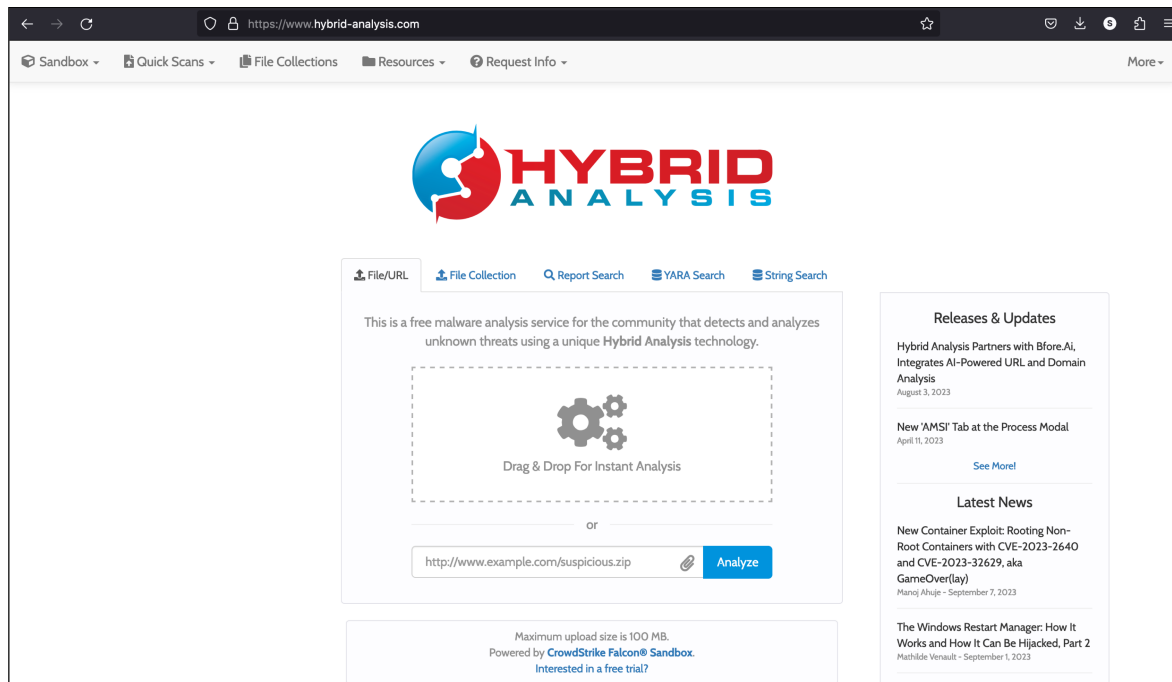 https://www.hybrid-analysis.com
S
Sandbox
Quick Scans
File Collections
Resources
Request Info
More
HYBRID
ANALYSIS
File/URL
File Collection
Report Search
YARA Search
String Search
This is a free malware analysis service for the community that detects and analyzes
unknown threats using a unique Hybrid Analysis technology.
Drag & Drop For Instant Analysis
or
http://www.example.com/suspicious.zip
Analyze
Maximum upload size is 100 MB.
Powered by CrowdStrike Falcon® Sandbox.
Interested in a free trial?
Releases & Updates
Hybrid Analysis Partners with Bfore.Ai,
Integrates AI-Powered URL and Domain
Analysis
August 3, 2023
New 'AMSI' Tab at the Process Modal
April 11, 2023
See More!
Latest News
New Container Exploit: Rooting Non-
Root Containers with CVE-2023-2640
and CVE-2023-32629, aka
GameOver(lay)
Manoj Ahuje - September 7, 2023
The Windows Restart Manager: How It
Works and How It Can Be Hijacked, Part 2
Mathilde Venault - September 1, 2023